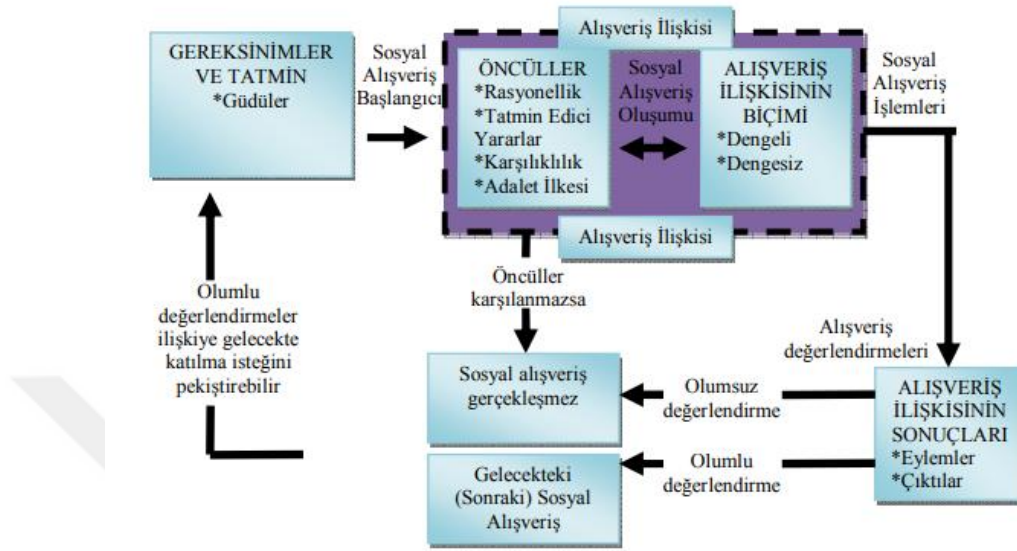 GEREKSİNİMLER
VE TATMİN
*Güdüler
Sosyal
Alışveriş
Başlangıcı
Alışveriş İlişkisi
ÖNCÜLLER
*Rasyonellik
*Tatmin Edici
Yararlar
*Karşılıklılık
*Adalet İlkesi
Sosyal
Alışveriş
Oluşumu
ALIŞVERİŞ
İLİŞKİSİNİN
BİÇİMİ
*Dengeli
*Dengesiz
Sosyal
Alışveriş
İşlemleri
Alışveriş İlişkisi
Öncüller
karşılanmazsa
Olumlu
değerlendirmeler
ilişkiye gelecekte
katılma isteğini
pekiştirebilir
Alışveriş
değerlendirmeleri
Sosyal alışveriş
gerçekleşmez
Olumsuz
değerlendirme
ALIŞVERİŞ
İLİŞKİSİNİN
SONUÇLARI
*Eylemler
*Çıktılar
Gelecekteki
(Sonraki) Sosyal
Alışveriş
Olumlu
değerlendirme